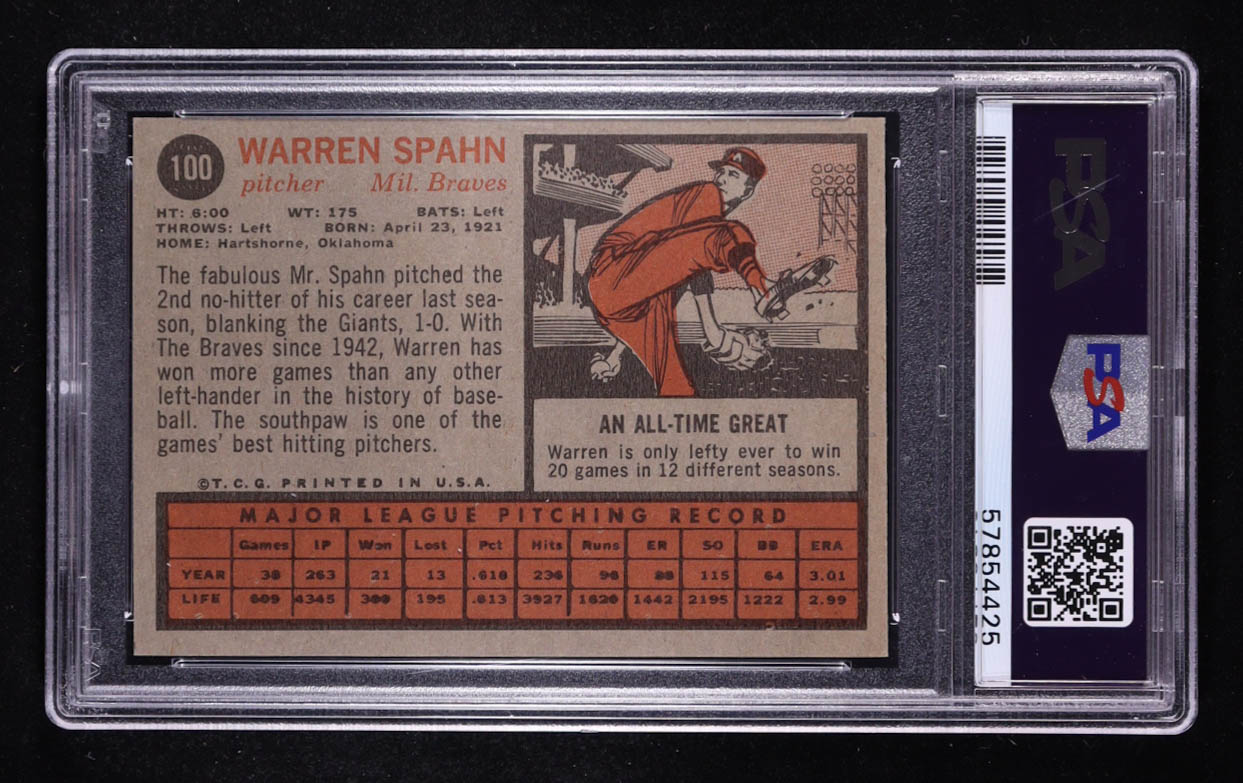 100
WARREN SPAHN
pitcher Mil. Braves
HT: 6:00 WT: 175 BATS: Left
THROWS: Left BORN: April 23, 1921
HOME: Hartshorne, Oklahoma
The fabulous Mr. Spahn pitched the
2nd no-hitter of his career last sea-
son, blanking the Giants, 1-0. With
The Braves since 1942, Warren has
won more games than any other
left-hander in the history of base-
ball. The southpaw is one of the
games' best hitting pitchers.
©T.C.G. PRINTED IN U.S.A.
AN ALL-TIME GREAT
Warren is only lefty ever to win
20 games in 12 different seasons.
MAJOR LEAGUE PITCHING RECORD
Games IP Won Lost Pct Hits Runs ER SO BB ERA
YEAR 38 263 21 13 .618 236 96 88 115 64 3.01
LIFE 609 4345 309 195 .613 3927 1620 1442 2195 1222 2.99
PSA
PSA
57854425